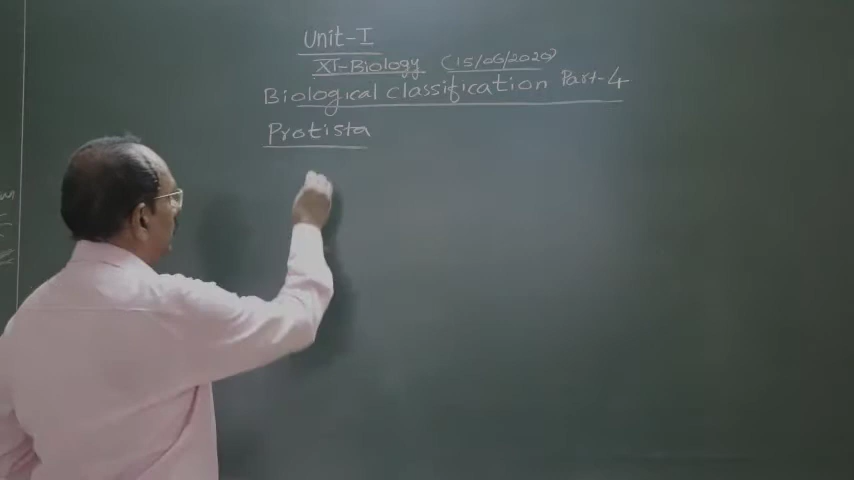 Unit-I
XI-Biology (15/06/2020)
Biological classification Part-4
Protista